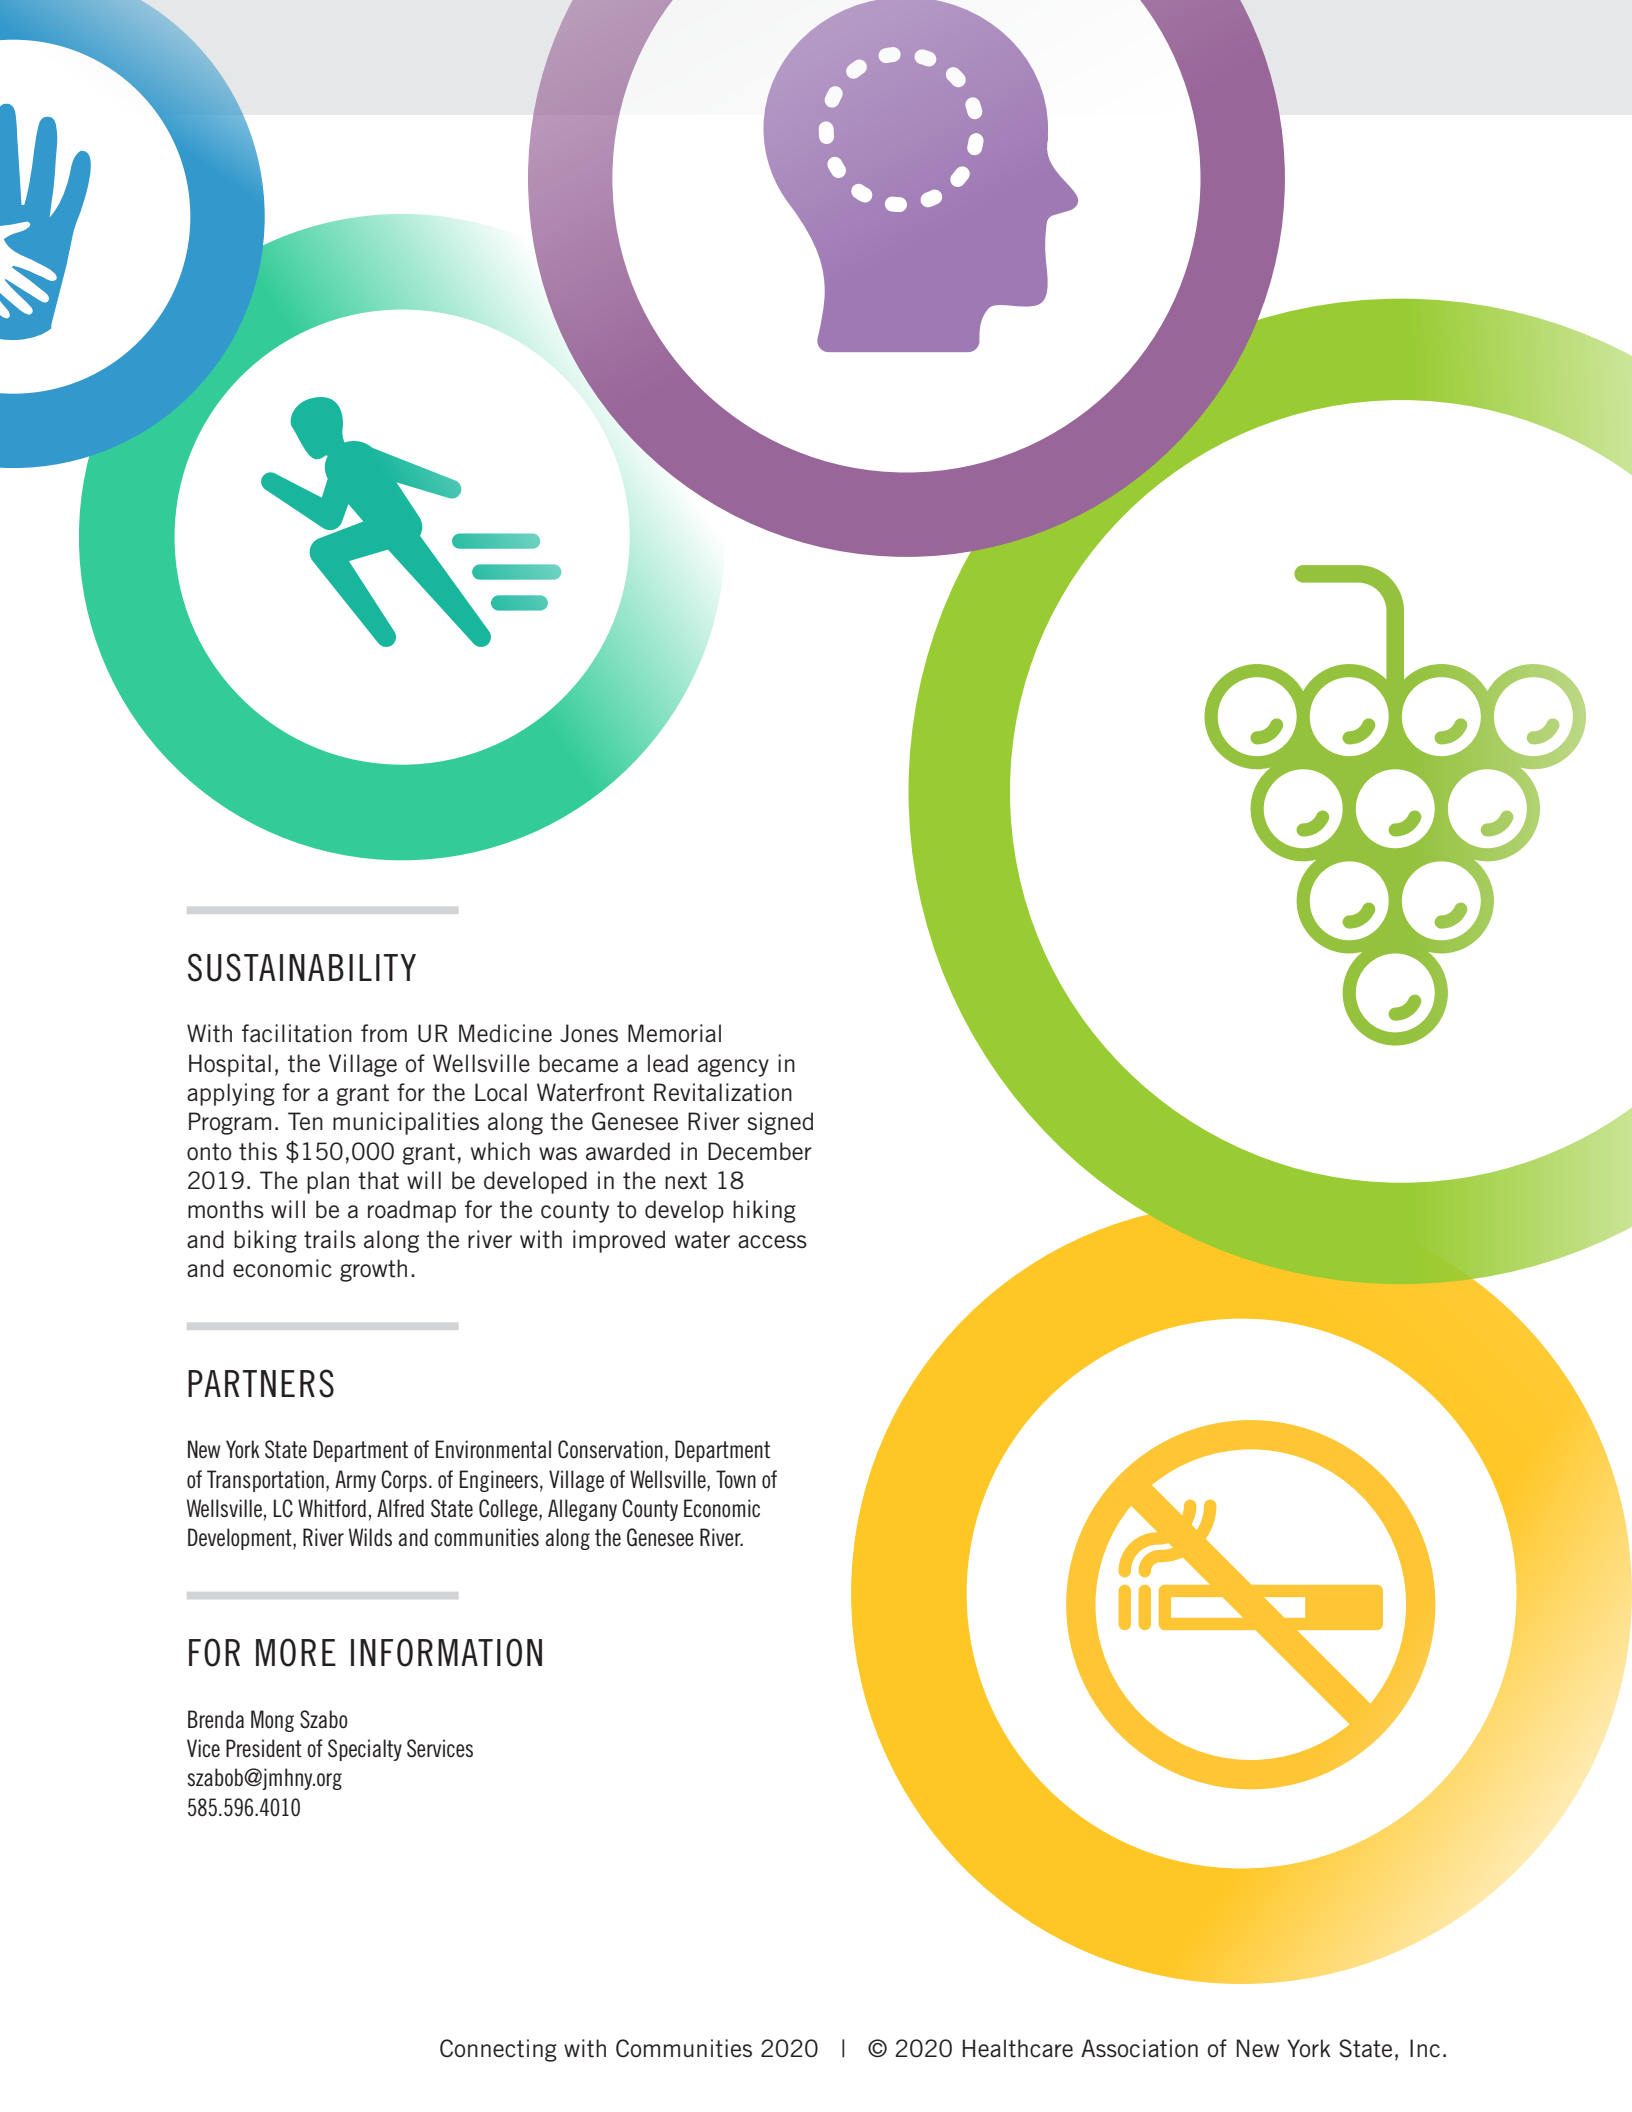 SUSTAINABILITY
With facilitation from UR Medicine Jones Memorial
Hospital, the Village of Wellsville became a lead agency in
applying for a grant for the Local Waterfront Revitalization
Program. Ten municipalities along the Genesee River signed
onto this $150,000 grant, which was awarded in December
2019. The plan that will be developed in the next 18
months will be a roadmap for the county to develop hiking
and biking trails along the river with improved water access
and economic growth.
PARTNERS
New York State Department of Environmental Conservation, Department
of Transportation, Army Corps. of Engineers, Village of Wellsville, Town of
Wellsville, LC Whitford, Alfred State College, Allegany County Economic
Development, River Wilds and communities along the Genesee River.
FOR MORE INFORMATION
Brenda Mong Szabo
Vice President of Specialty Services
szabob@jmhny.org
585.596.4010
Connecting with Communities 2020 | © 2020 Healthcare Association of New York State, Inc.